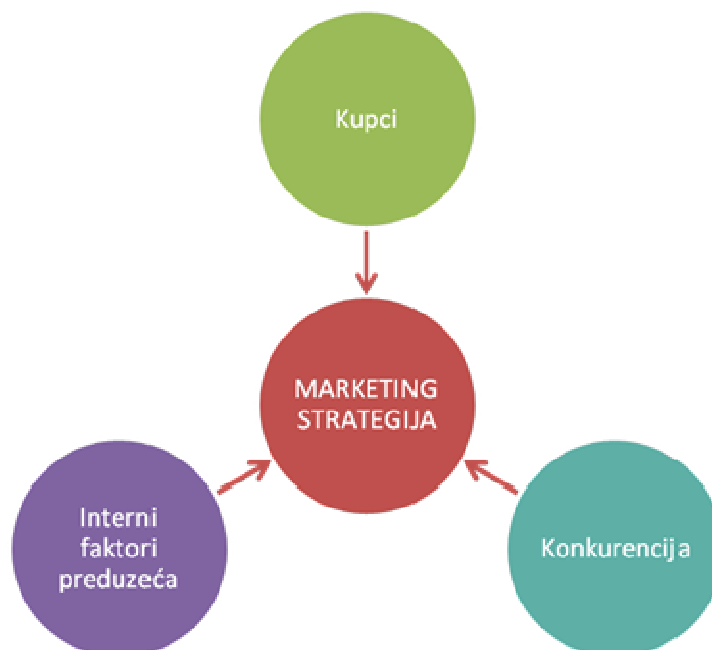 Kupci
MARKETING
STRATEGIJA
Interni
faktori
preduzeća
Konkurencija